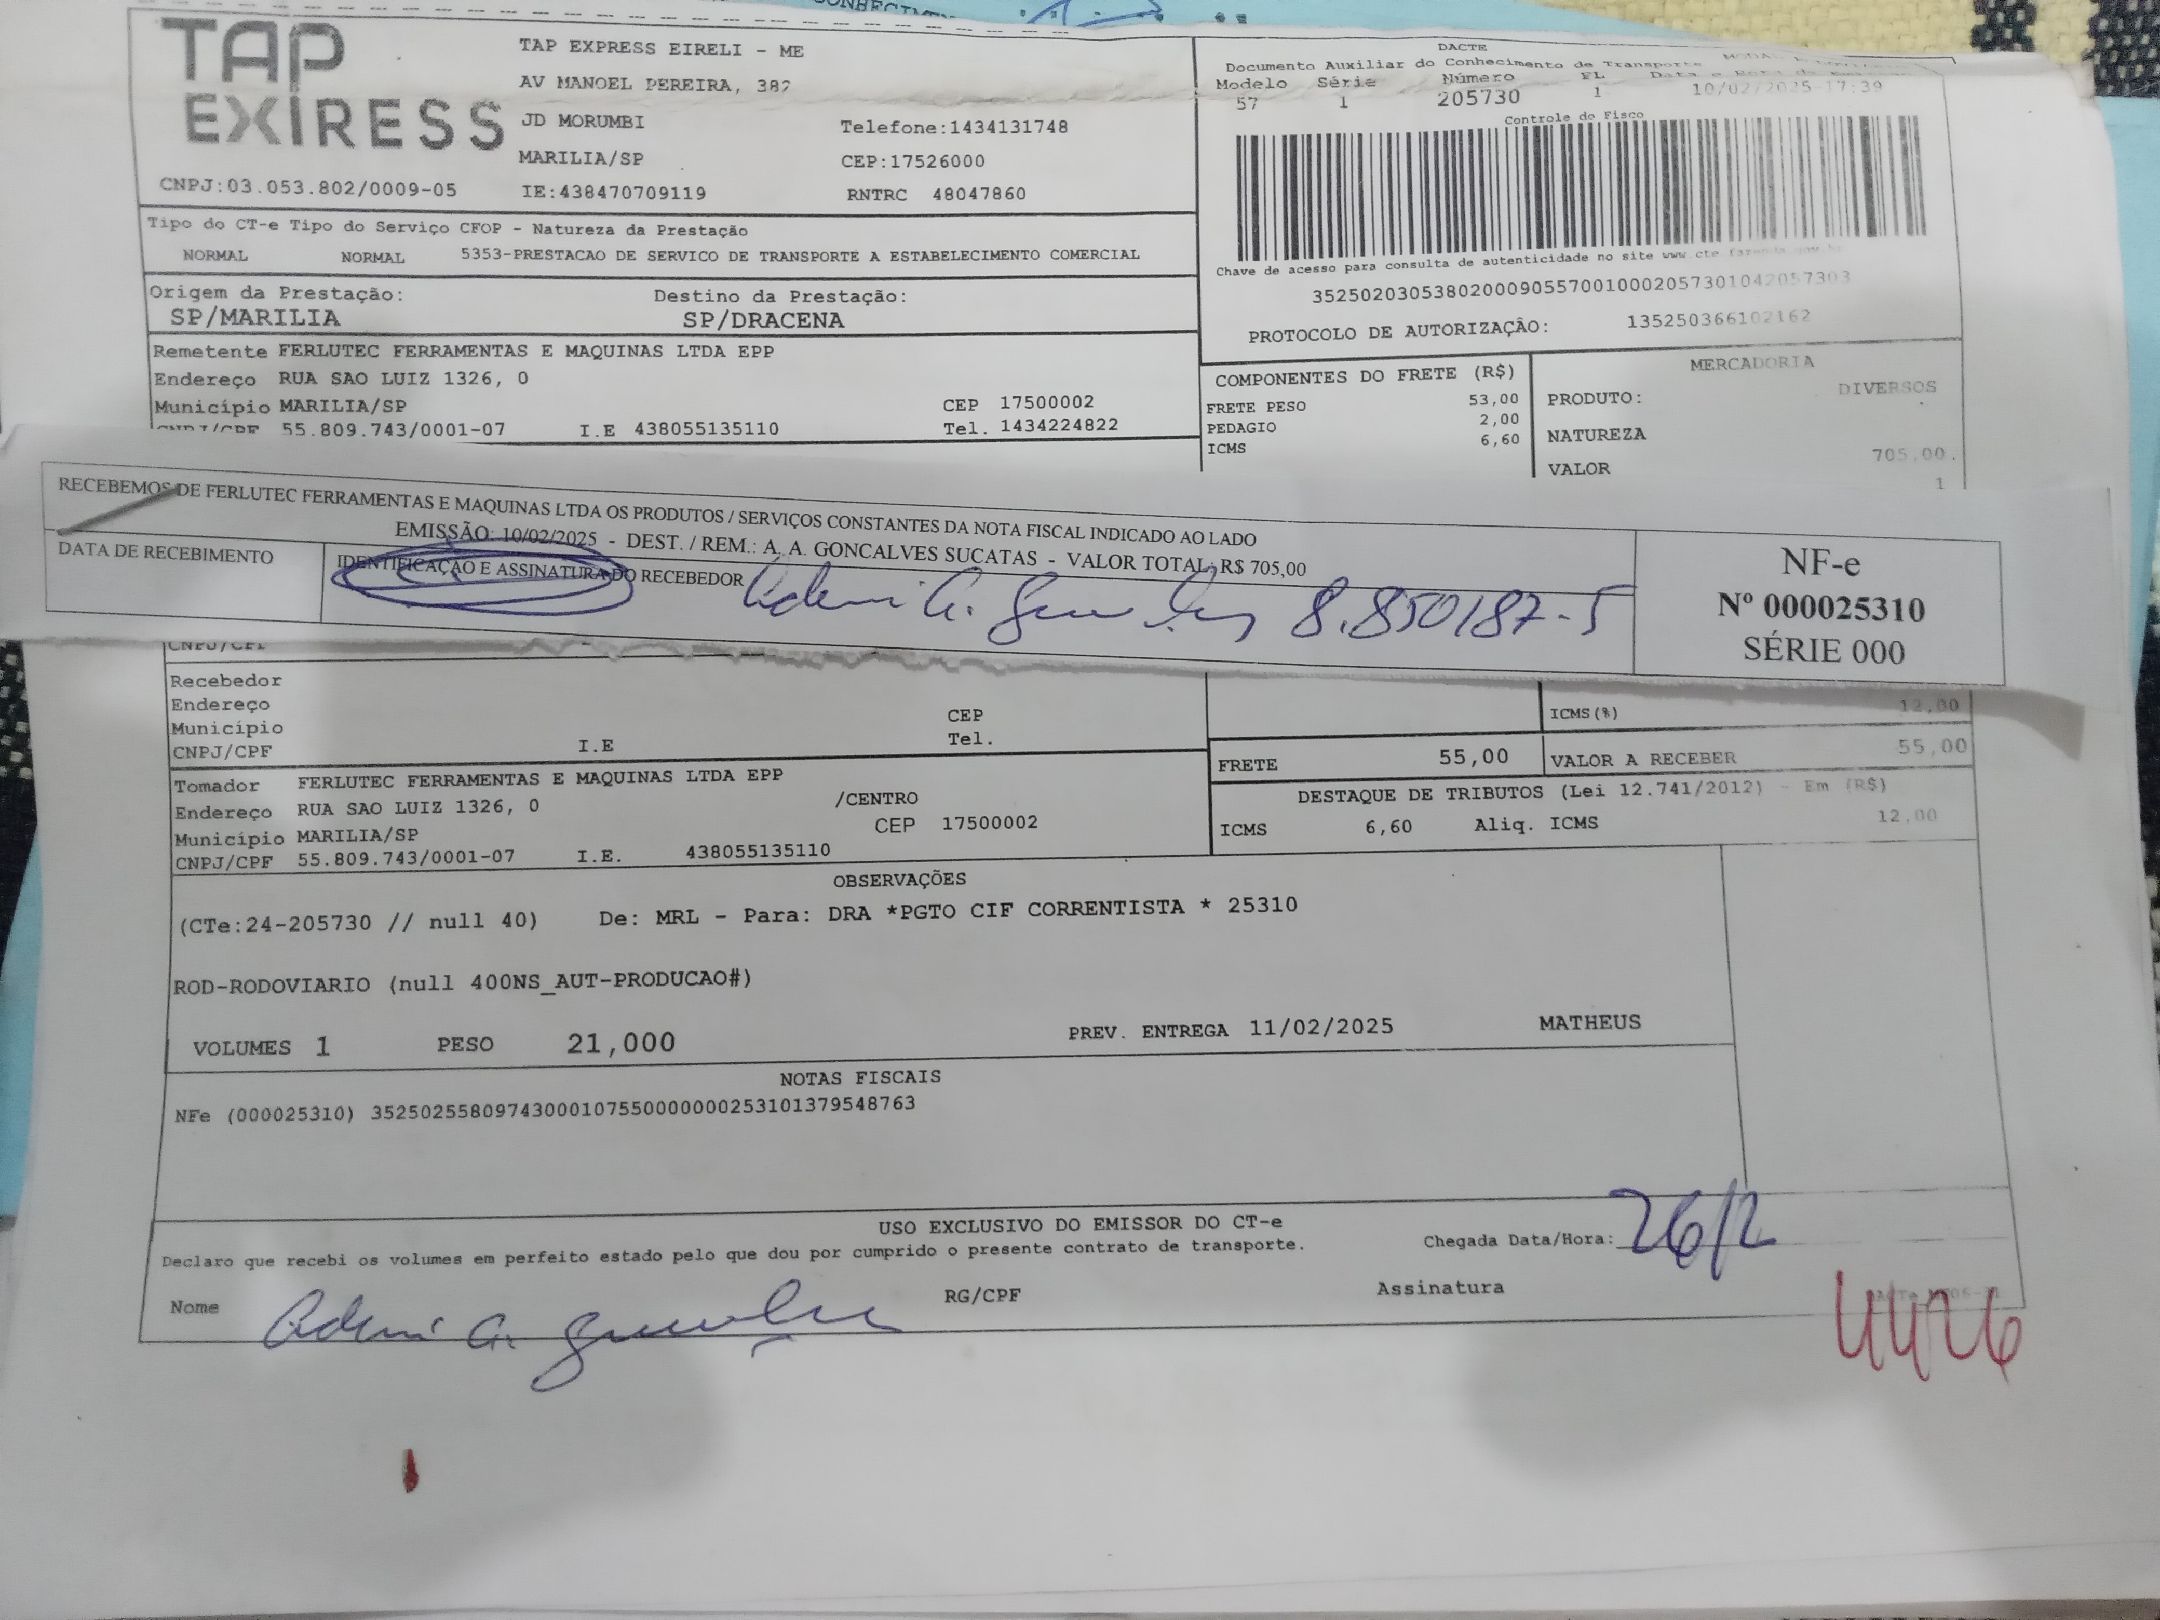 TAP
EXIRESS
TAP EXPRESS EIRELI - ME
AV MANOEL PEREIRA, 382
JD MORUMBI
Telefone:1434131748
MARILIA/SP
CEP:17526000
CNPJ:03.053.802/0009-05
IE:438470709119
RNTRC 48047860
DACTE
Documento Auxiliar do Conhecimento de Transporte
Modelo Série Número FL
57 1 205730 1 10/02/2025-17:39
Controle do Fisco
Chave de acesso para consulta de autenticidade no site www.cte.fazenda.gov.br
35250203053802000905570010002057301042057303
PROTOCOLO DE AUTORIZAÇÃO: 135250366102162
Tipo do CT-e Tipo do Serviço CFOP - Natureza da Prestação
NORMAL NORMAL 5353-PRESTACAO DE SERVICO DE TRANSPORTE A ESTABELECIMENTO COMERCIAL
Origem da Prestação: Destino da Prestação:
SP/MARILIA SP/DRACENA
Remetente FERLUTEC FERRAMENTAS E MAQUINAS LTDA EPP
Endereço RUA SAO LUIZ 1326, 0
Município MARILIA/SP CEP 17500002
CNPJ/CPF 55.809.743/0001-07 I.E 438055135110 Tel. 1434224822
COMPONENTES DO FRETE (R$)
FRETE PESO 53,00
PEDAGIO 2,00
ICMS 6,60
MERCADORIA
PRODUTO: DIVERSOS
NATUREZA
VALOR 705,00
1
RECEBEMOS DE FERLUTEC FERRAMENTAS E MAQUINAS LTDA OS PRODUTOS / SERVIÇOS CONSTANTES DA NOTA FISCAL INDICADO AO LADO
EMISSÃO: 10/02/2025 - DEST. / REM.: A. A. GONCALVES SUCATAS - VALOR TOTAL: R$ 705,00
DATA DE RECEBIMENTO
IDENTIFICAÇÃO E ASSINATURA DO RECEBEDOR
8.850187-5
NF-e
Nº 000025310
SÉRIE 000
CNPJ/CPF
Recebedor
Endereço
Município CEP
CNPJ/CPF I.E Tel.
ICMS(%) 12,00
FRETE 55,00 VALOR A RECEBER 55,00
Tomador FERLUTEC FERRAMENTAS E MAQUINAS LTDA EPP
Endereço RUA SAO LUIZ 1326, 0 /CENTRO
Município MARILIA/SP CEP 17500002
CNPJ/CPF 55.809.743/0001-07 I.E. 438055135110
DESTAQUE DE TRIBUTOS (Lei 12.741/2012) - Em (R$)
ICMS 6,60 Aliq. ICMS 12,00
OBSERVAÇÕES
(CTe:24-205730 // null 40) De: MRL - Para: DRA *PGTO CIF CORRENTISTA * 25310
ROD-RODOVIARIO (null 400NS_AUT-PRODUCAO#)
VOLUMES 1 PESO 21,000 PREV. ENTREGA 11/02/2025 MATHEUS
NOTAS FISCAIS
NFe (000025310) 35250255809743000107550000000253101379548763
USO EXCLUSIVO DO EMISSOR DO CT-e
Declaro que recebi os volumes em perfeito estado pelo que dou por cumprido o presente contrato de transporte.
Chegada Data/Hora: 26/2
Nome RG/CPF Assinatura